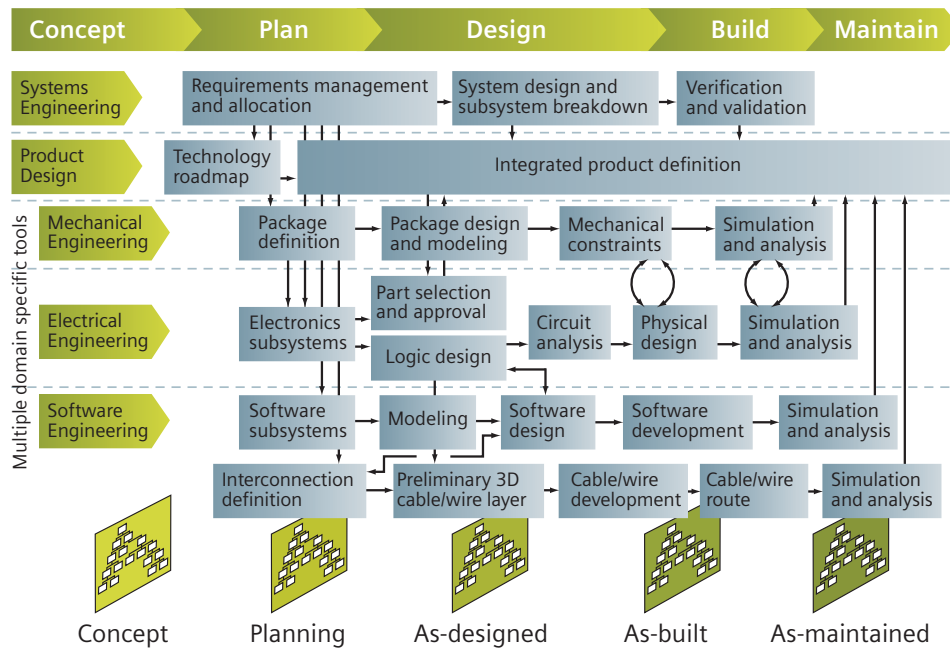 Concept
Plan
Design
Build
Maintain
Systems
Engineering
Requirements management
and allocation
System design and
subsystem breakdown
Verification
and validation
Product
Design
Technology
roadmap
Integrated product definition
Multiple domain specific tools
Mechanical
Engineering
Package
definition
Package design
and modeling
Mechanical
constraints
Simulation
and analysis
Electrical
Engineering
Electronics
subsystems
Part selection
and approval
Logic design
Circuit
analysis
Physical
design
Simulation
and analysis
Software
Engineering
Software
subsystems
Modeling
Software
design
Software
development
Simulation
and analysis
Interconnection
definition
Preliminary 3D
cable/wire layer
Cable/wire
development
Cable/wire
route
Simulation
and analysis
Concept
Planning
As-designed
As-built
As-maintained